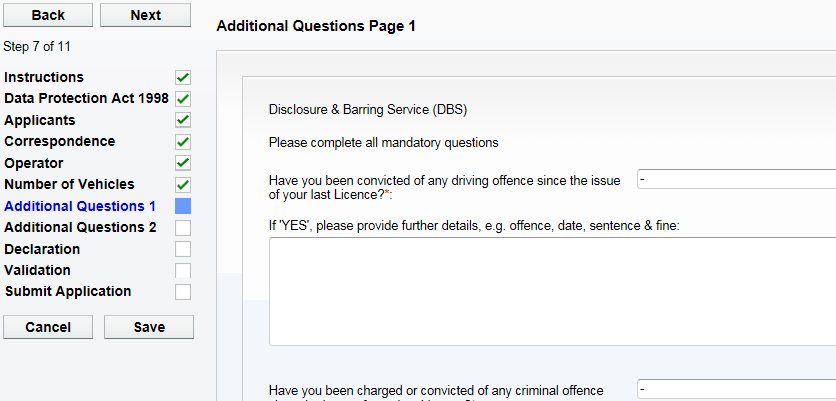 Back
Next
Step 7 of 11
Instructions
Data Protection Act 1998
Applicants
Correspondence
Operator
Number of Vehicles
Additional Questions 1
Additional Questions 2
Declaration
Validation
Submit Application
Cancel
Save
Additional Questions Page 1
Disclosure & Barring Service (DBS)
Please complete all mandatory questions
Have you been convicted of any driving offence since the issue
of your last Licence?*:
-
If 'YES', please provide further details, e.g. offence, date, sentence & fine:
Have you been charged or convicted of any criminal offence
-